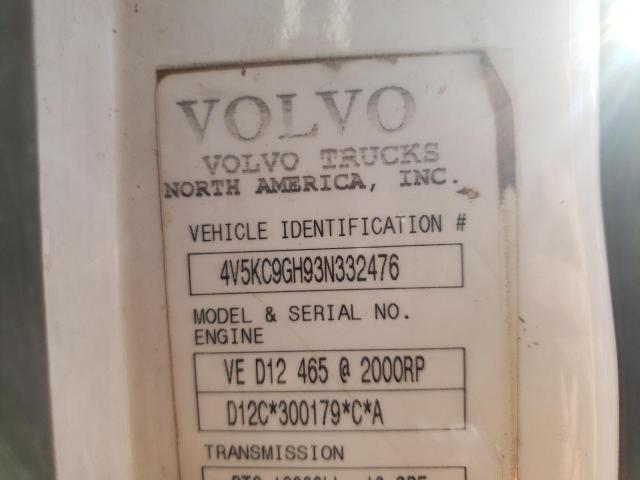 VOLVO
VOLVO TRUCKS
NORTH AMERICA, INC.
VEHICLE IDENTIFICATION #
4V5KC9GH93N332476
MODEL & SERIAL NO.
ENGINE
VE D12 465 @ 2000RP
D12C*300179*C*A
TRANSMISSION